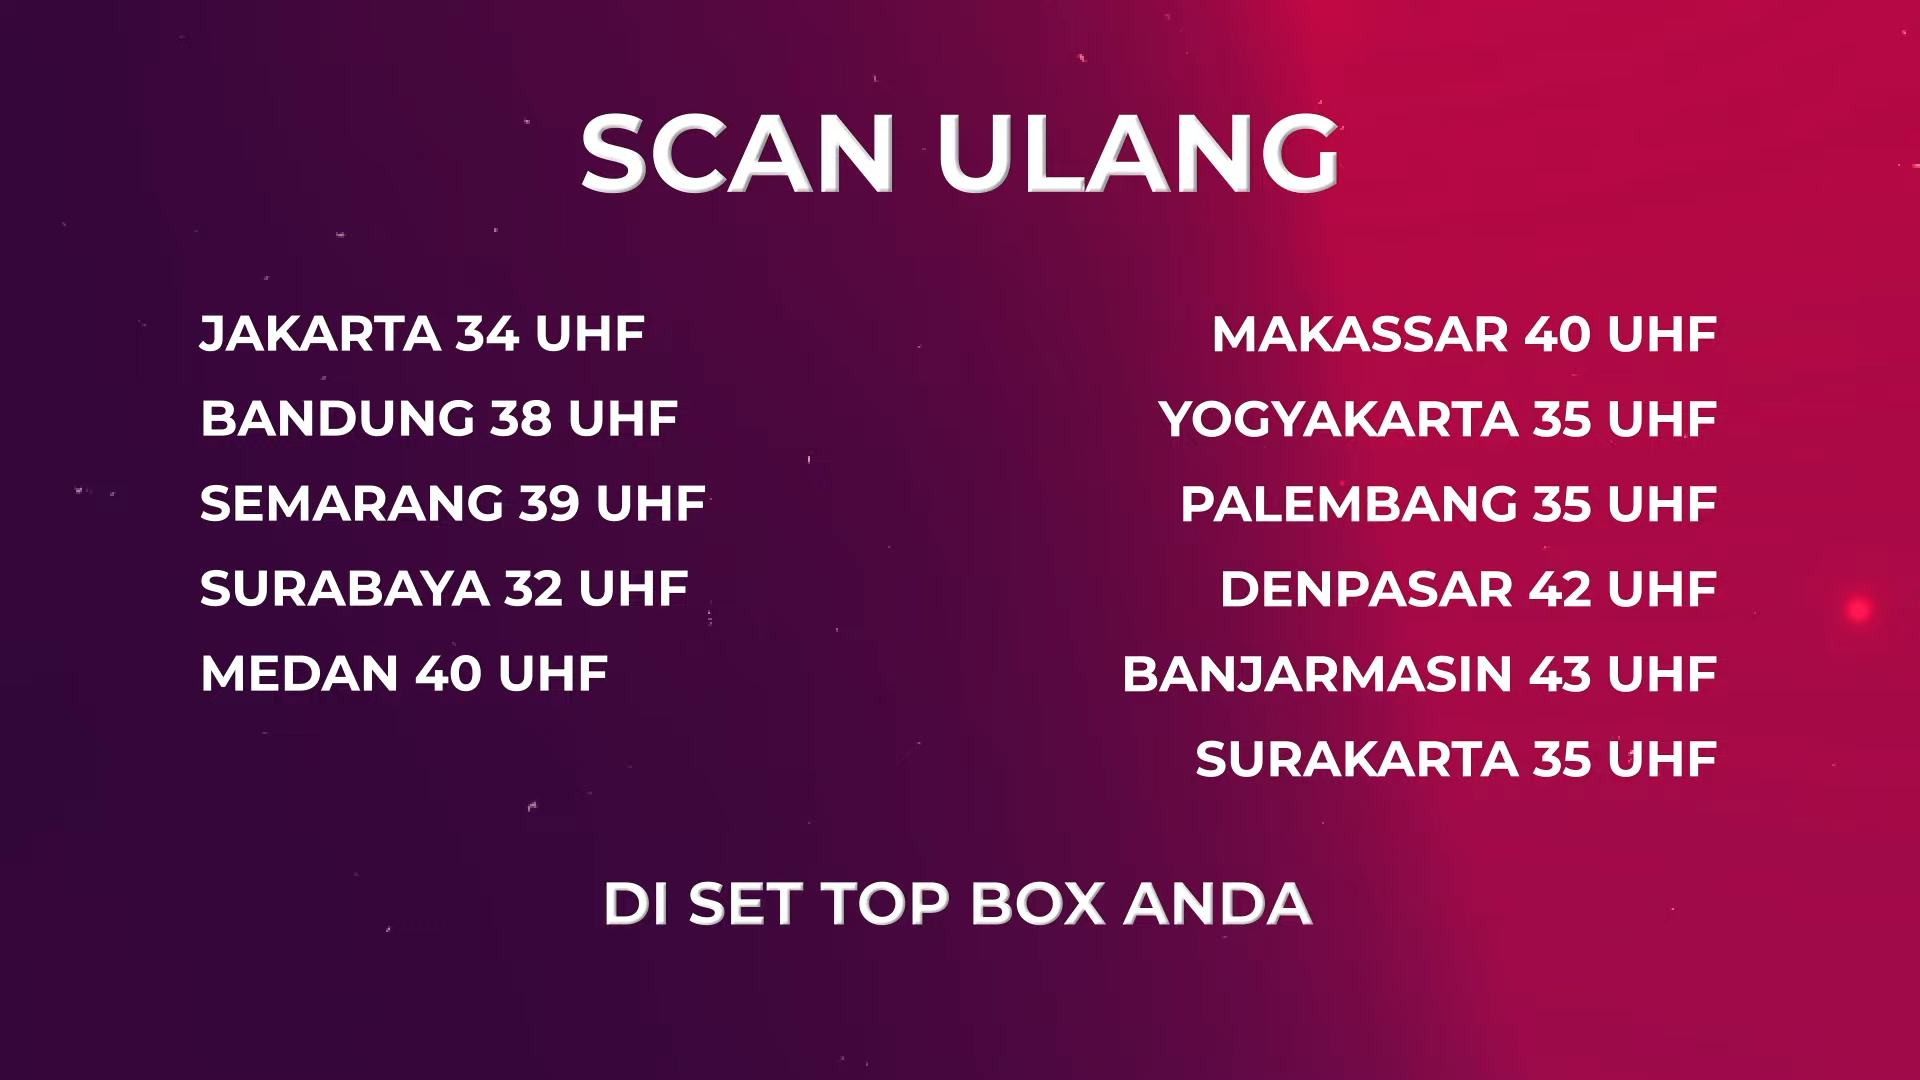 SCAN ULANG
JAKARTA 34 UHF
BANDUNG 38 UHF
SEMARANG 39 UHF
SURABAYA 32 UHF
MEDAN 40 UHF
MAKASSAR 40 UHF
YOGYAKARTA 35 UHF
PALEMBANG 35 UHF
DENPASAR 42 UHF
BANJARMASIN 43 UHF
SURAKARTA 35 UHF
DI SET TOP BOX ANDA